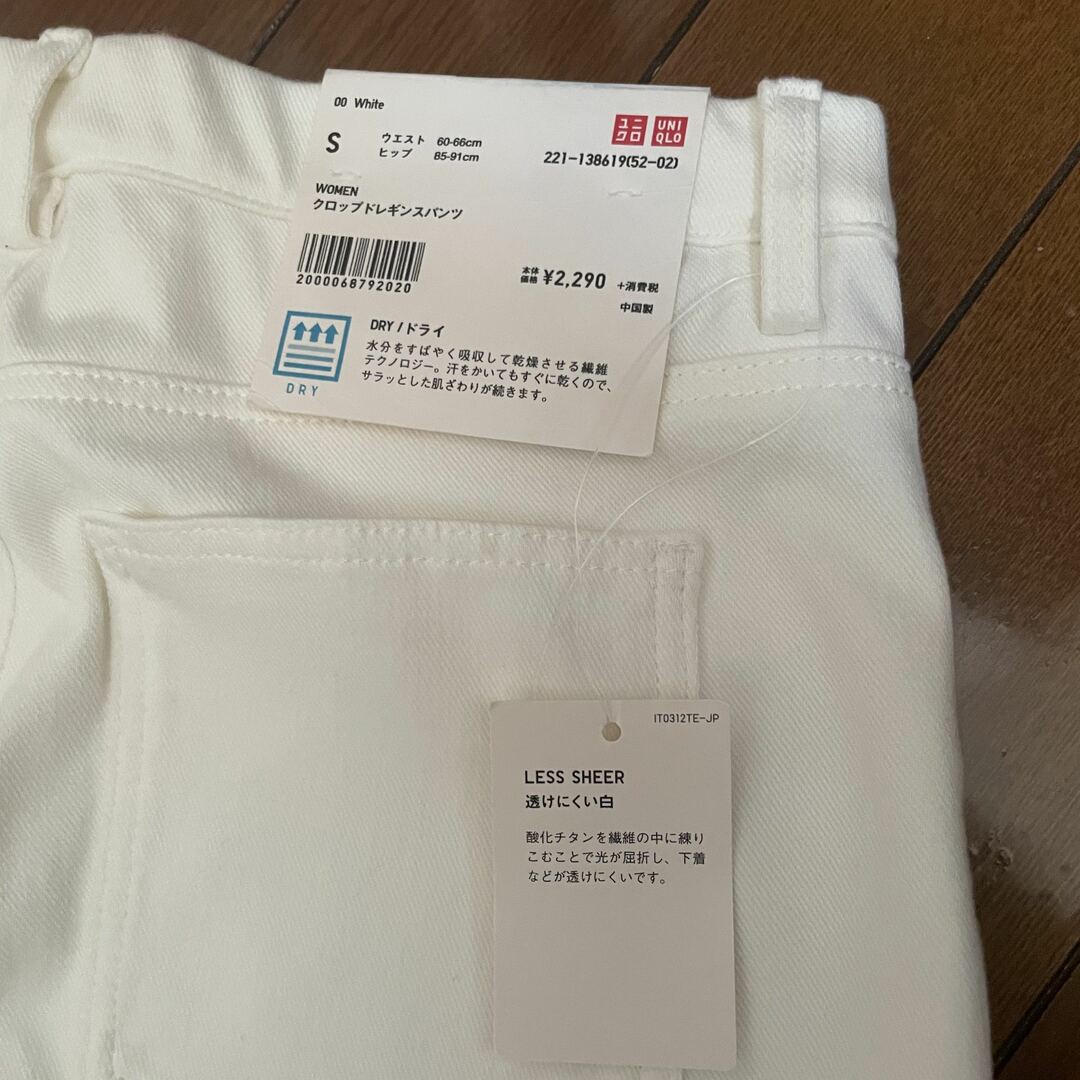 00 White
S
ウエスト 60-66cm
ヒップ 85-91cm
ユニクロ
UNIQLO
221-138619(52-02)
WOMEN
クロップドレギンスパンツ
2000068792020
本体価格 ¥2,290 +消費税
中国製
DRY
DRY / ドライ
水分をすばやく吸収して乾燥させる繊維
テクノロジー。汗をかいてもすぐに乾くので、
サラッとした肌ざわりが続きます。
IT0312TE-JP
LESS SHEER
透けにくい白
酸化チタンを繊維の中に練り
こむことで光が屈折し、下着
などが透けにくいです。